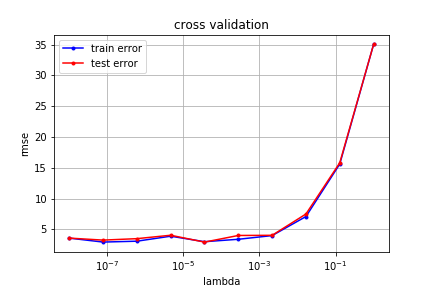 cross validation
train error
test error
35
30
25
20
15
10
5
rmse
10⁻⁷
10⁻⁵
10⁻³
10⁻¹
lambda